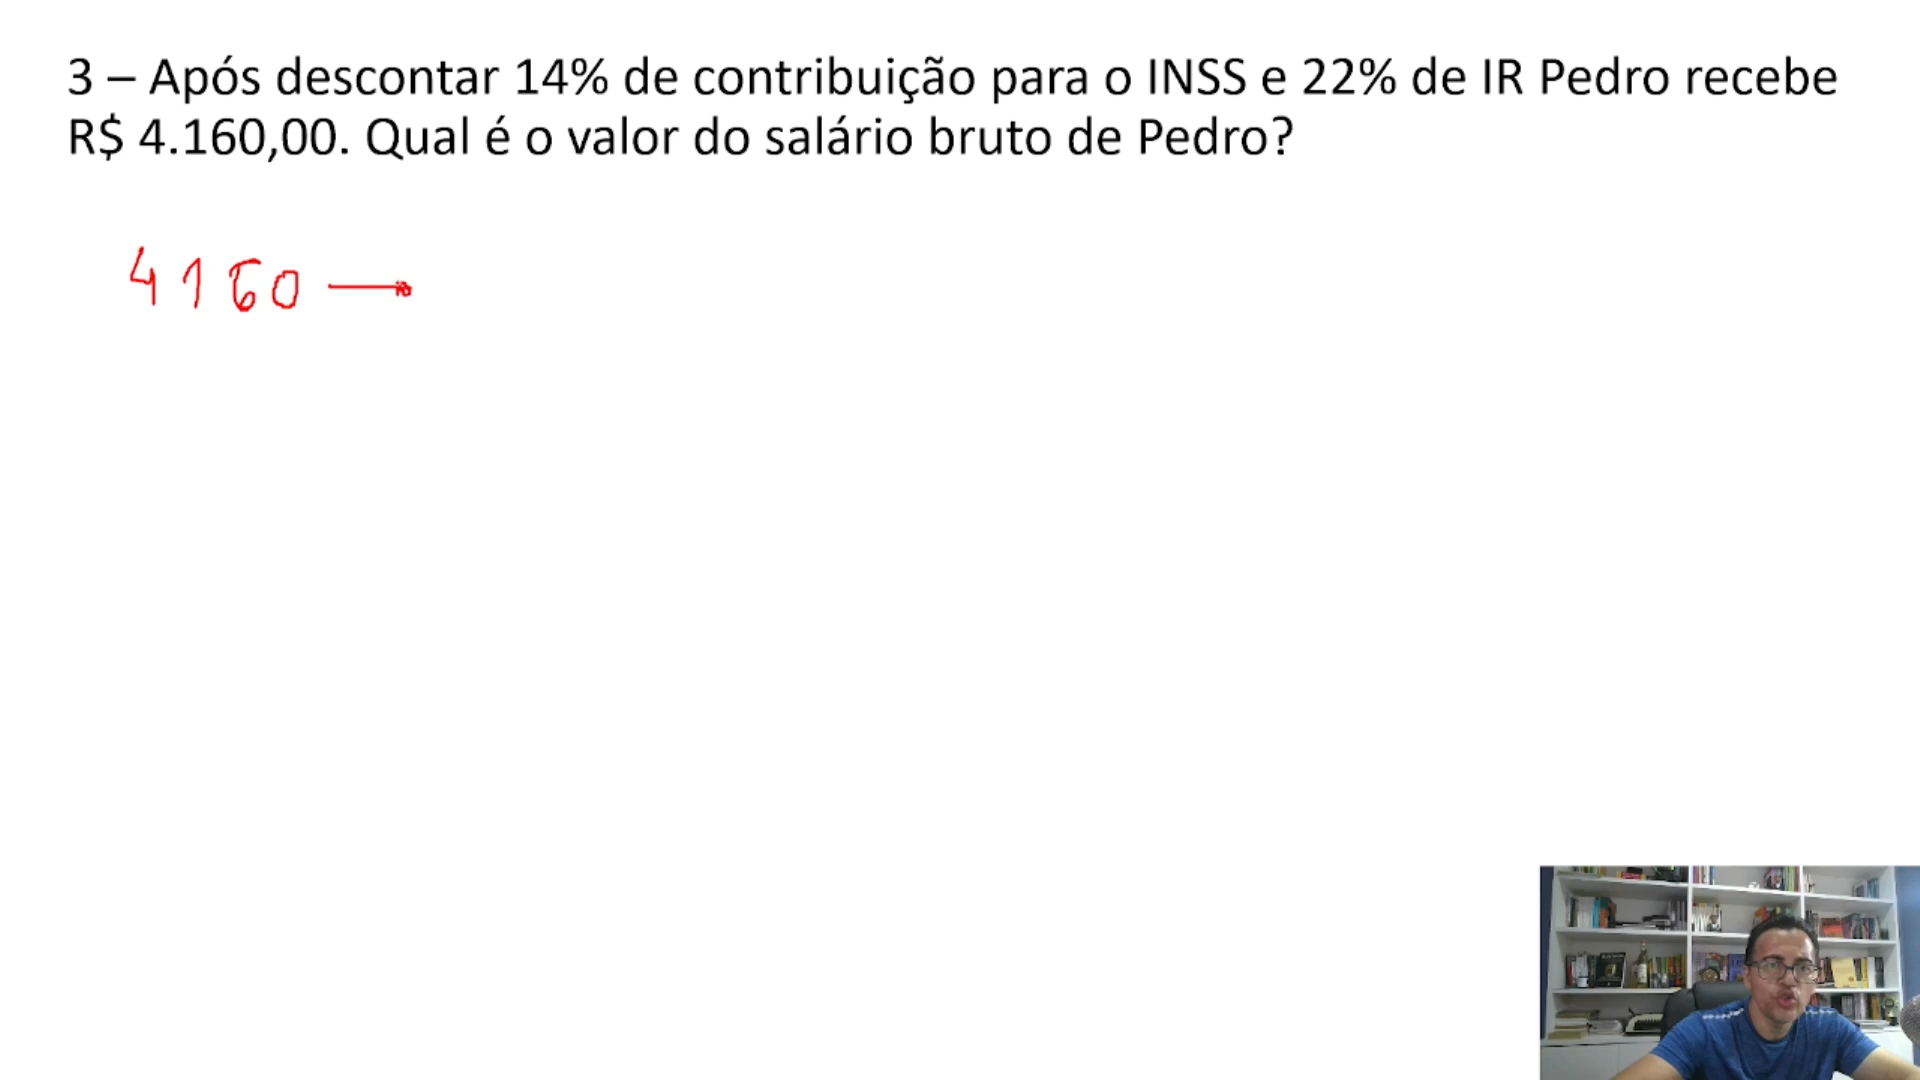 3 – Após descontar 14% de contribuição para o INSS e 22% de IR Pedro recebe
R$ 4.160,00. Qual é o valor do salário bruto de Pedro?
4160 →